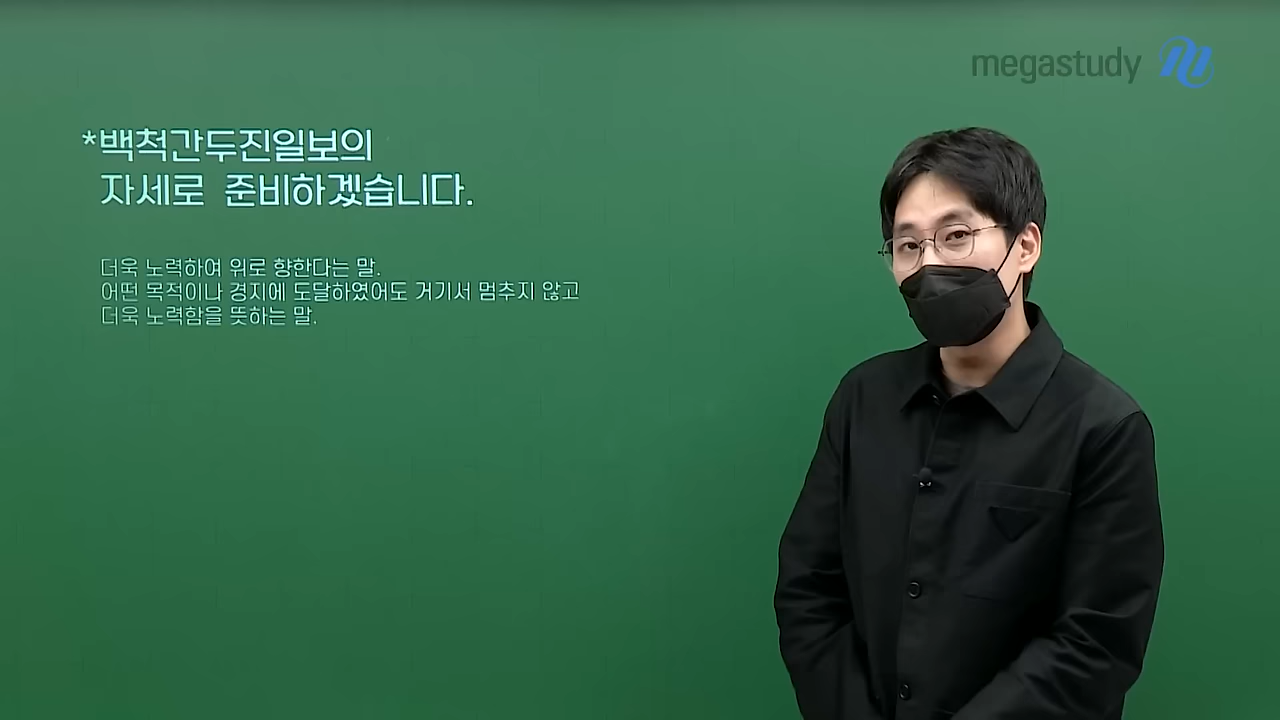 megastudy
*백척간두진일보의
자세로 준비하겠습니다.
더욱 노력하여 위로 향한다는 말.
어떤 목적이나 경지에 도달하였어도 거기서 멈추지 않고
더욱 노력함을 뜻하는 말.